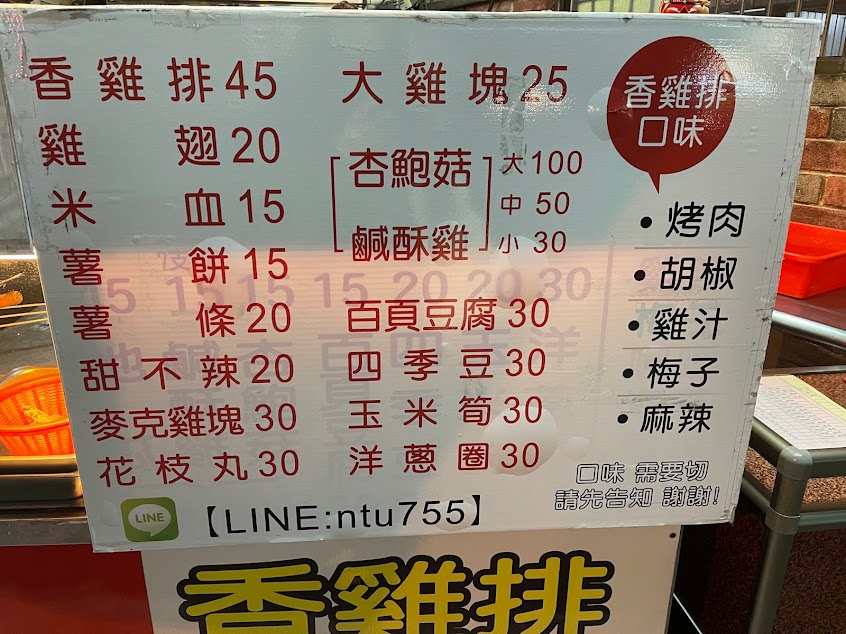 香雞排45
雞翅20
米血15
薯餅15
薯條20
甜不辣20
麥克雞塊30
花枝丸30
大雞塊25
杏鮑菇
鹹酥雞
大100
中50
小30
百頁豆腐30
四季豆30
玉米筍30
洋蔥圈30
香雞排
口味
•烤肉
•胡椒
•雞汁
•梅子
•麻辣
口味 需要切
請先告知 謝謝!
LINE
【LINE:ntu755】
香雞排